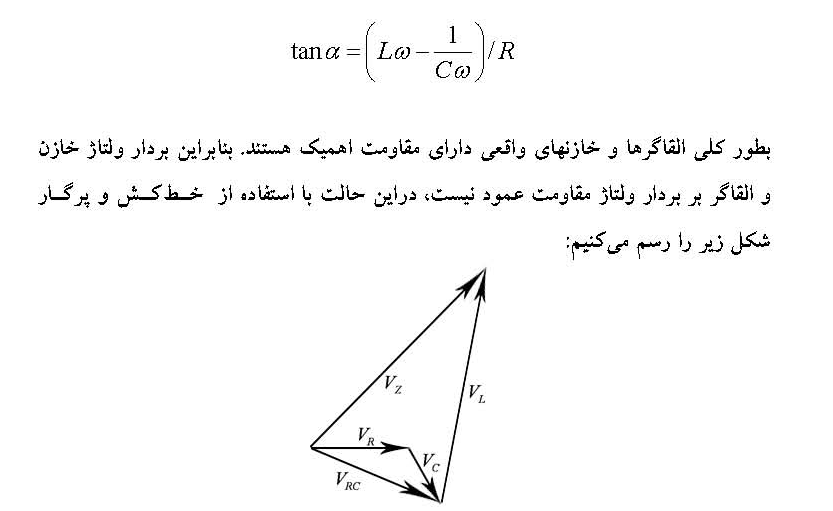 tan α = (Lω − 1/Cω) / R
بطور کلی القاگرها و خازنهای واقعی دارای مقاومت اهمیک هستند. بنابراین بردار ولتاژ خازن
و القاگر بر بردار ولتاژ مقاومت عمود نیست، دراین حالت با استفاده از خط‌کش و پرگار
شکل زیر را رسم می‌کنیم:
V_Z
V_L
V_R
V_C
V_RC